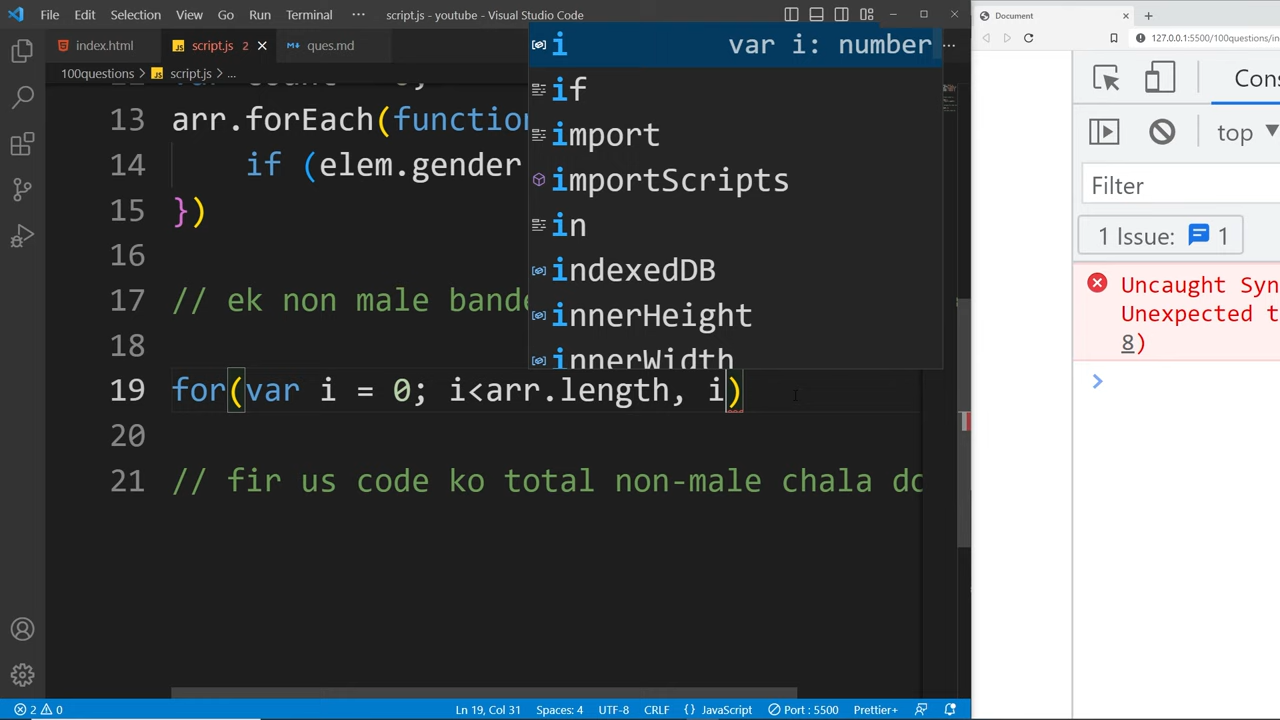 File Edit Selection View Go Run Terminal ··· script.js - youtube - Visual Studio Code
Document
index.html script.js 2 ques.md
127.0.0.1:5500/100questions/in
100questions > script.js > ...
13 arr.forEach(function
14 if (elem.gender
15 })
16
17 // ek non male bande
18
19 for(var i = 0; i<arr.length, i)
20
21 // fir us code ko total non-male chala do
i var i: number
if
import
importScripts
in
indexedDB
innerHeight
innerWidth
Cons
top
Filter
1 Issue: 1
Uncaught Syn
Unexpected t
8)
2 0 Ln 19, Col 31 Spaces: 4 UTF-8 CRLF {} JavaScript Port : 5500 Prettier+